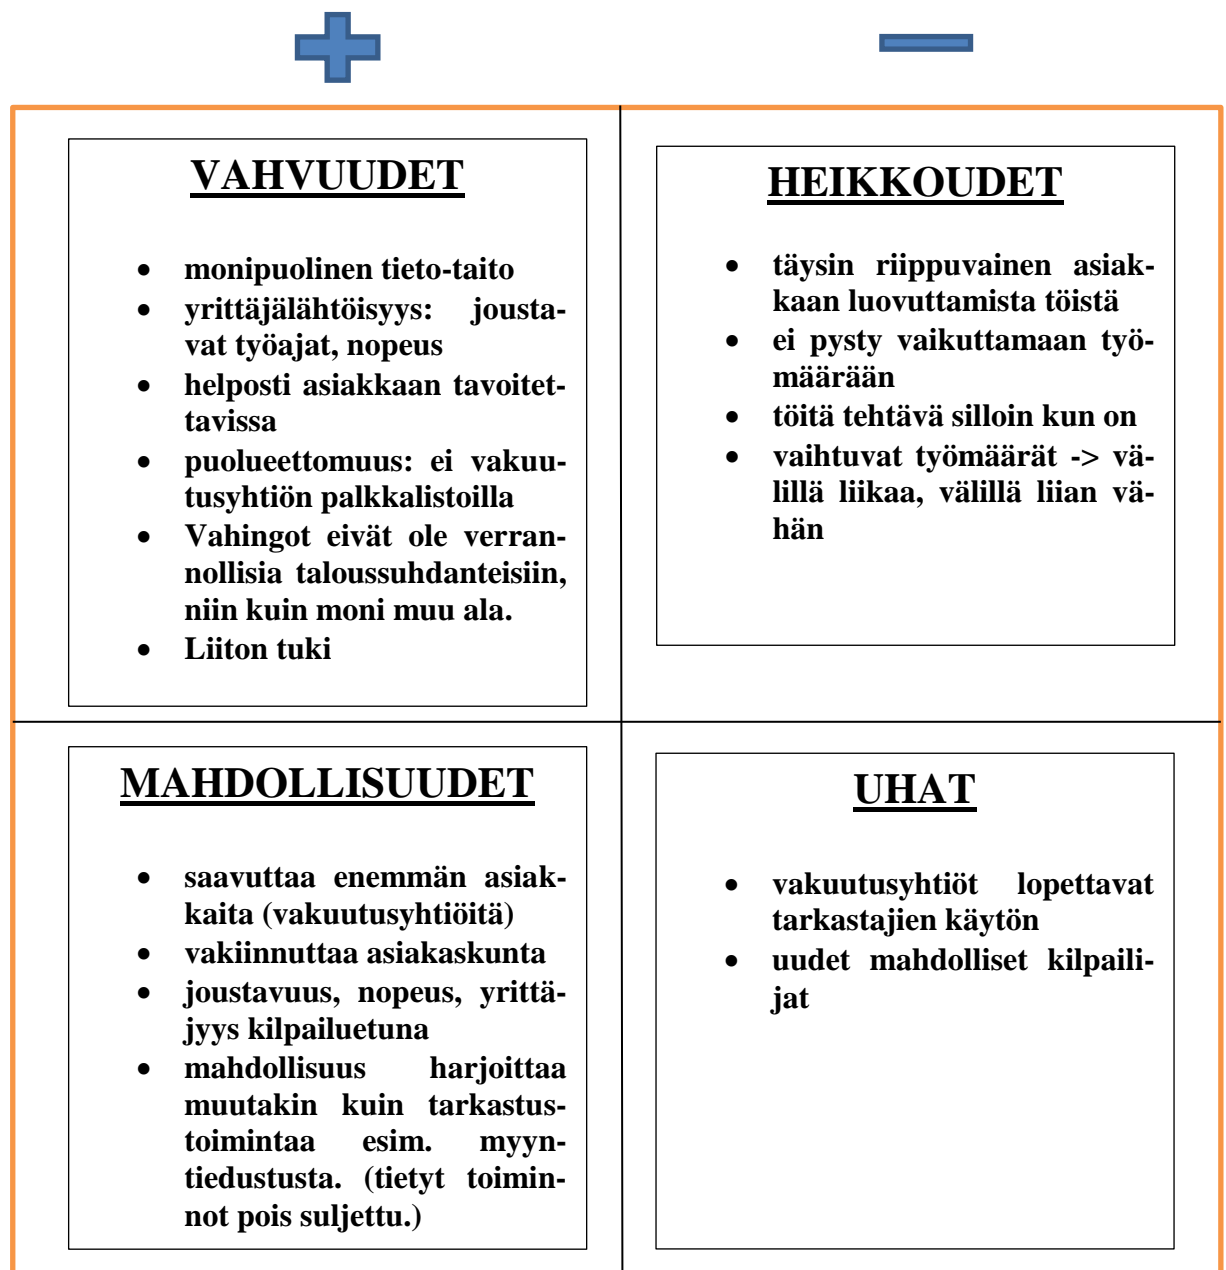 VAHVUUDET
• monipuolinen tieto-taito
• yrittäjälähtöisyys: jousta-
vat työajat, nopeus
• helposti asiakkaan tavoitet-
tavissa
• puolueettomuus: ei vakuu-
tusyhtiön palkkalistoilla
• Vahingot eivät ole verran-
nollisia taloussuhdanteisiin,
niin kuin moni muu ala.
• Liiton tuki
HEIKKOUDET
• täysin riippuvainen asiak-
kaan luovuttamista töistä
• ei pysty vaikuttamaan työ-
määrään
• töitä tehtävä silloin kun on
• vaihtuvat työmäärät -> vä-
lillä liikaa, välillä liian vä-
hän
MAHDOLLISUUDET
• saavuttaa enemmän asiak-
kaita (vakuutusyhtiöitä)
• vakiinnuttaa asiakaskunta
• joustavuus, nopeus, yrittä-
jyys kilpailuetuna
• mahdollisuus harjoittaa
muutakin kuin tarkastus-
toimintaa esim. myyn-
tiedustusta. (tietyt toimin-
not pois suljettu.)
UHAT
• vakuutusyhtiöt lopettavat
tarkastajien käytön
• uudet mahdolliset kilpaili-
jat